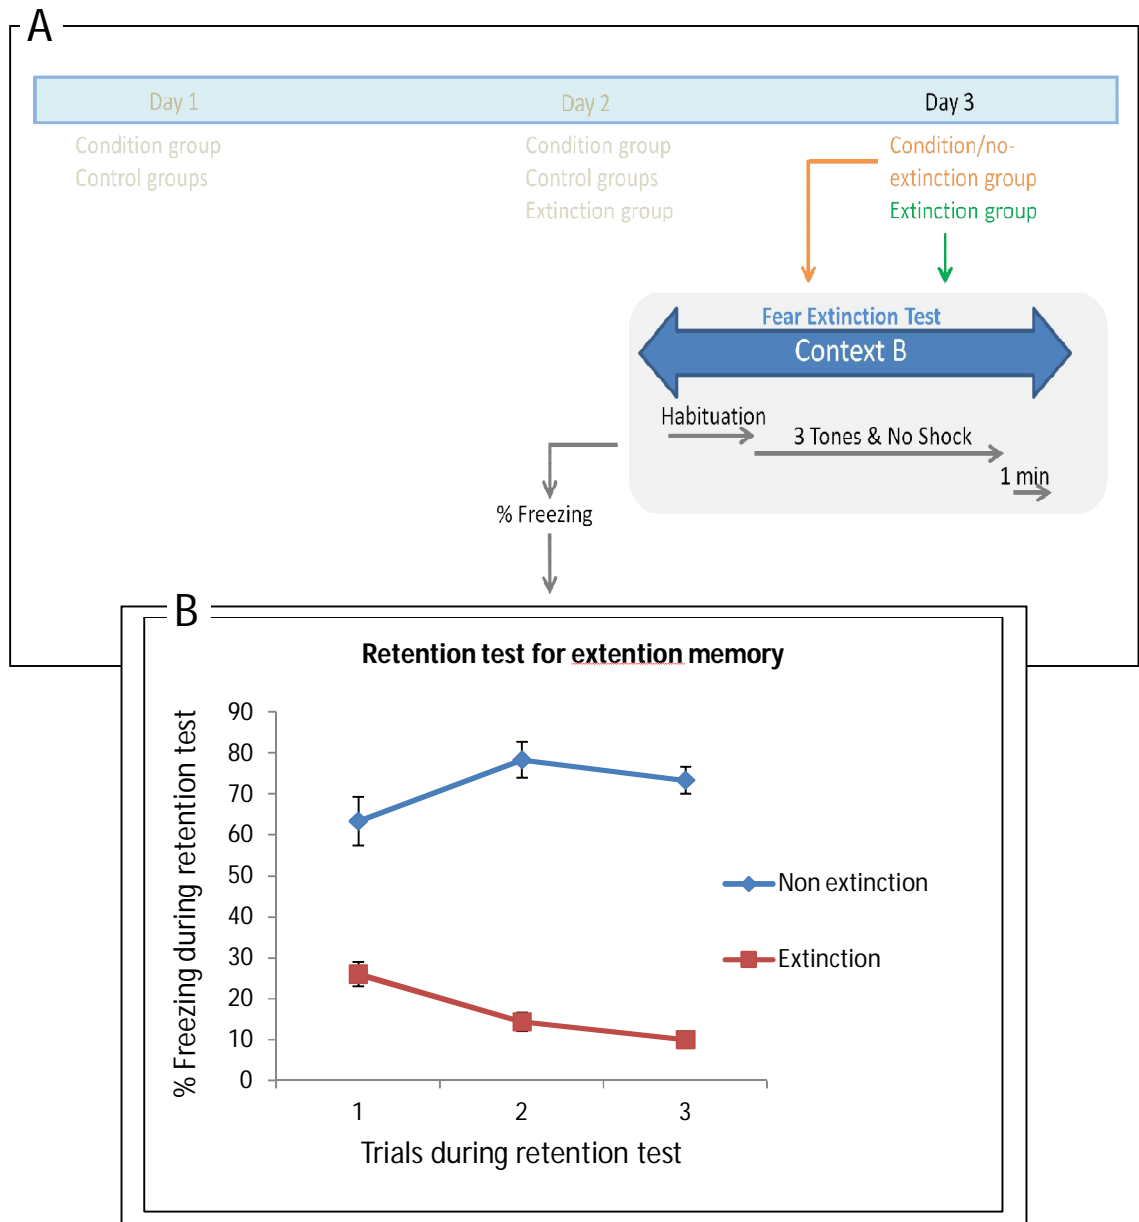 A
Day 1
Day 2
Day 3
Condition group
Control groups
Condition group
Control groups
Extinction group
Condition/no-
extinction group
Extinction group
Fear Extinction Test
Context B
Habituation
3 Tones & No Shock
1 min
% Freezing
B
Retention test for extention memory
% Freezing during retention test
90
80
70
60
50
40
30
20
10
0
1
2
3
Trials during retention test
Non extinction
Extinction